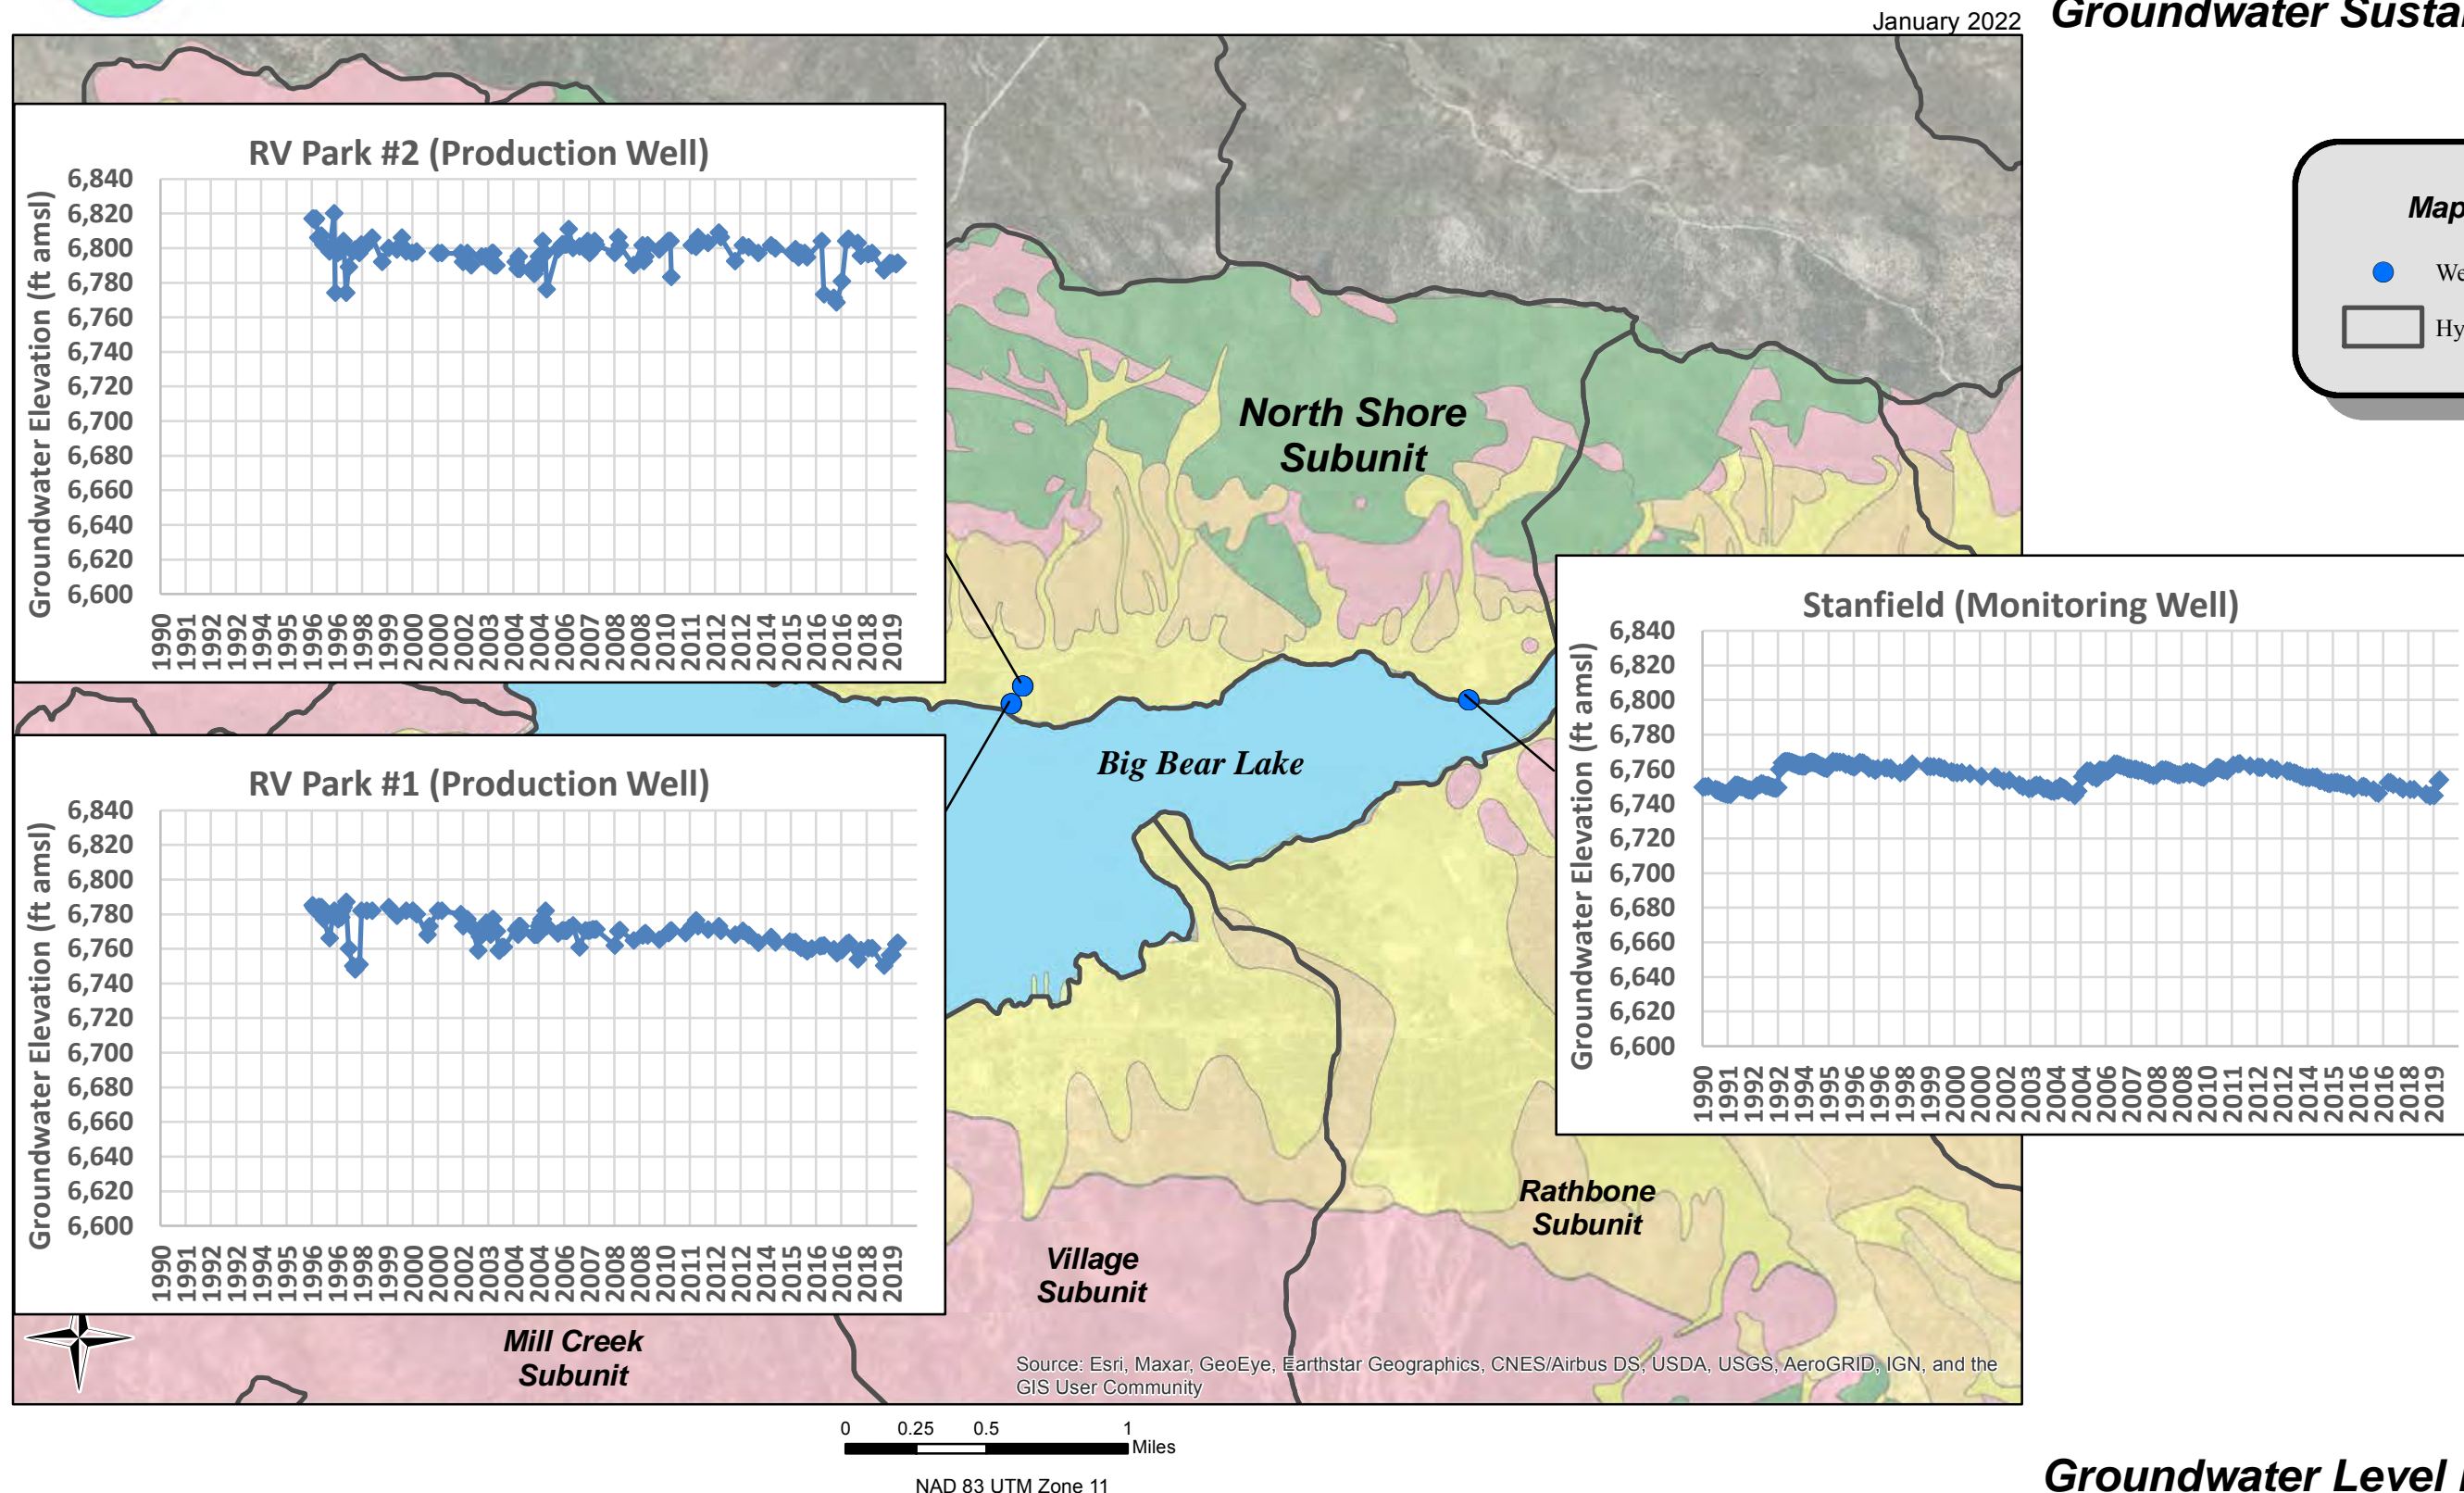 January 2022
Groundwater Sustai
RV Park #2 (Production Well)
Groundwater Elevation (ft amsl)
6,840
6,820
6,800
6,780
6,760
6,740
6,720
6,700
6,680
6,660
6,640
6,620
6,600
1990 1991 1992 1992 1994 1995 1996 1996 1998 1999 2000 2000 2002 2003 2004 2004 2006 2007 2008 2008 2010 2011 2012 2012 2014 2015 2016 2016 2018 2019
Map
We
Hy
North Shore
Subunit
Stanfield (Monitoring Well)
Groundwater Elevation (ft amsl)
6,840
6,820
6,800
6,780
6,760
6,740
6,720
6,700
6,680
6,660
6,640
6,620
6,600
1990 1991 1992 1992 1994 1995 1996 1996 1998 1999 2000 2000 2002 2003 2004 2004 2006 2007 2008 2008 2010 2011 2012 2012 2014 2015 2016 2016 2018 2019
Big Bear Lake
RV Park #1 (Production Well)
Groundwater Elevation (ft amsl)
6,840
6,820
6,800
6,780
6,760
6,740
6,720
6,700
6,680
6,660
6,640
6,620
6,600
1990 1991 1992 1992 1994 1995 1996 1996 1998 1999 2000 2000 2002 2003 2004 2004 2006 2007 2008 2008 2010 2011 2012 2012 2014 2015 2016 2016 2018 2019
Rathbone
Subunit
Village
Subunit
Mill Creek
Subunit
Source: Esri, Maxar, GeoEye, Earthstar Geographics, CNES/Airbus DS, USDA, USGS, AeroGRID, IGN, and the
GIS User Community
0 0.25 0.5 1
Miles
NAD 83 UTM Zone 11
Groundwater Level